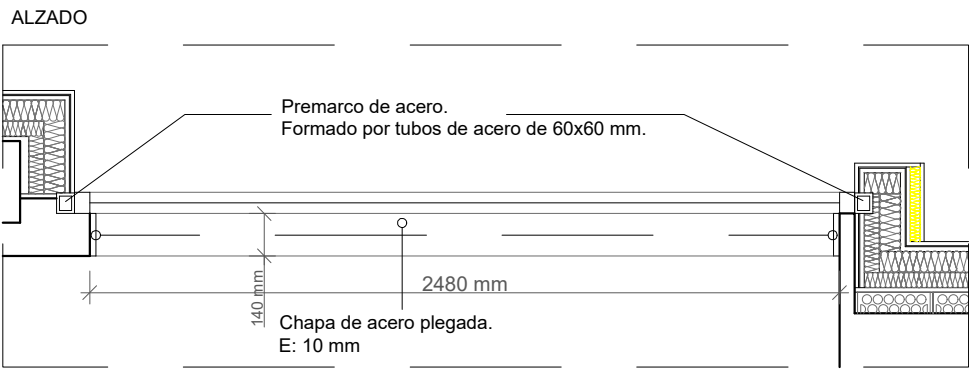 ALZADO
Premarco de acero.
Formado por tubos de acero de 60x60 mm.
2480 mm
140 mm
Chapa de acero plegada.
E: 10 mm